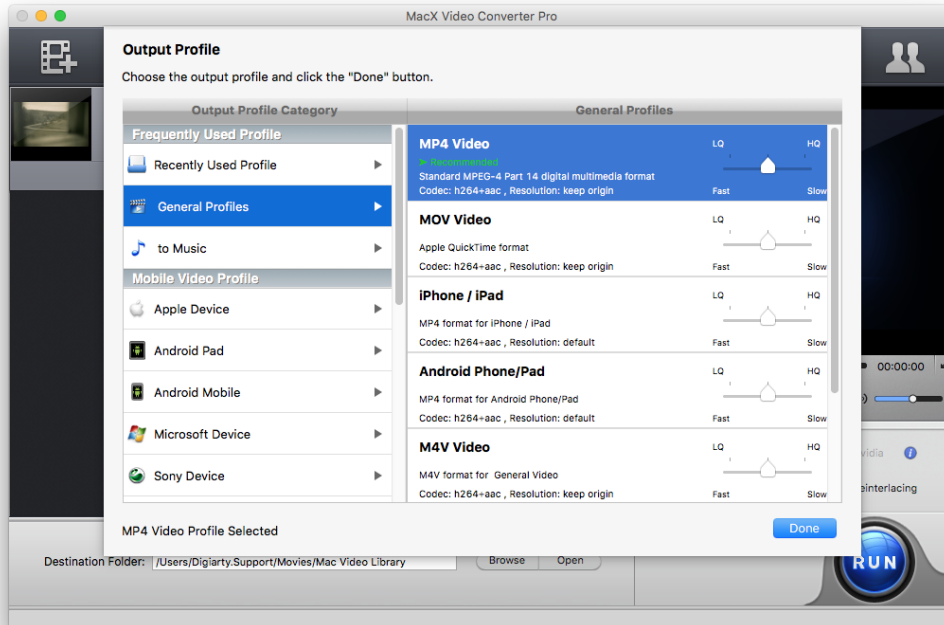 MacX Video Converter Pro
Output Profile
Choose the output profile and click the "Done" button.
Output Profile Category
General Profiles
Frequently Used Profile
Recently Used Profile
General Profiles
to Music
Mobile Video Profile
Apple Device
Android Pad
Android Mobile
Microsoft Device
Sony Device
MP4 Video
LQ HQ
➤ Recommended
Standard MPEG-4 Part 14 digital multimedia format
Codec: h264+aac , Resolution: keep origin
Fast Slow
MOV Video
LQ HQ
Apple QuickTime format
Codec: h264+aac , Resolution: keep origin
Fast Slow
iPhone / iPad
LQ HQ
MP4 format for iPhone / iPad
Codec: h264+aac , Resolution: default
Fast Slow
Android Phone/Pad
LQ HQ
MP4 format for Android Phone/Pad
Codec: h264+aac , Resolution: default
Fast Slow
M4V Video
LQ HQ
M4V format for General Video
Codec: h264+aac , Resolution: keep origin
Fast Slow
MP4 Video Profile Selected
Done
00:00:00
vidia
einterlacing
Destination Folder: /Users/Digiarty.Support/Movies/Mac Video Library
Browse Open
RUN